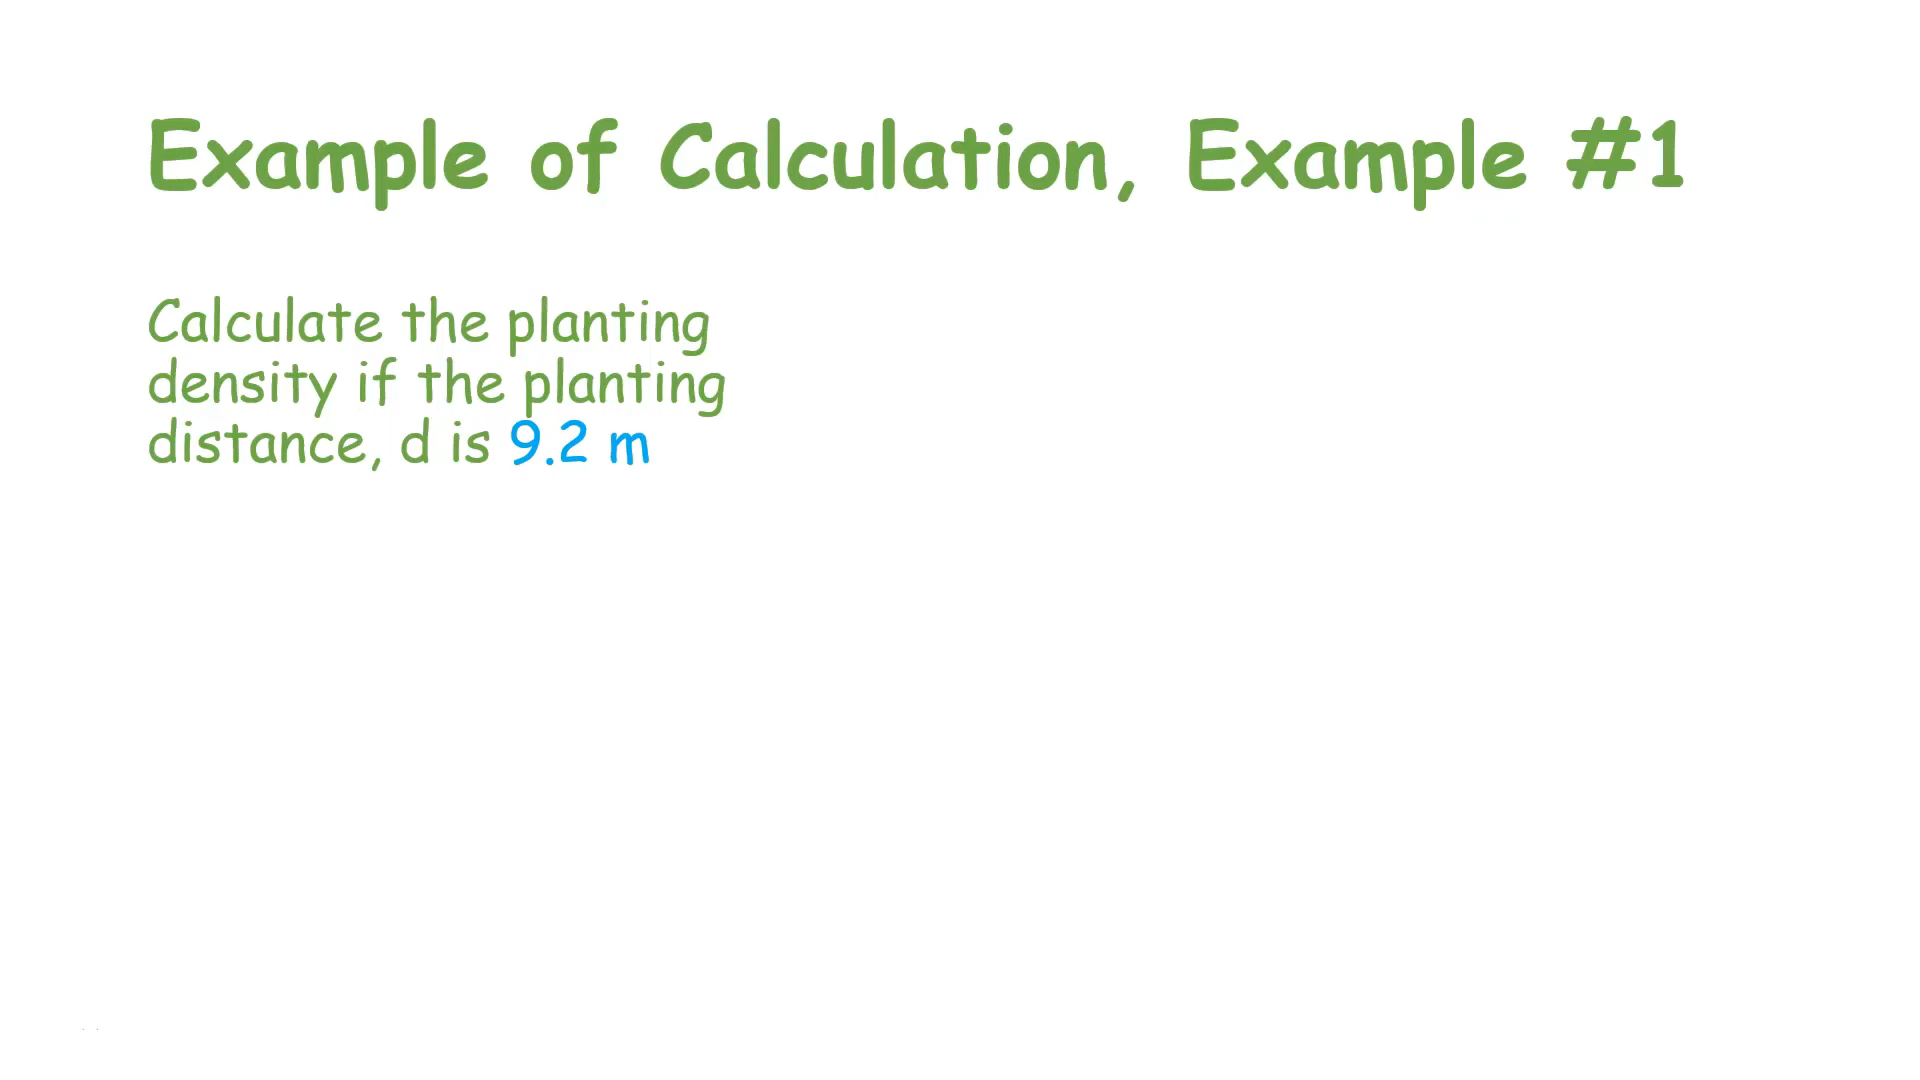 Example of Calculation, Example #1
Calculate the planting
density if the planting
distance, d is 9.2 m